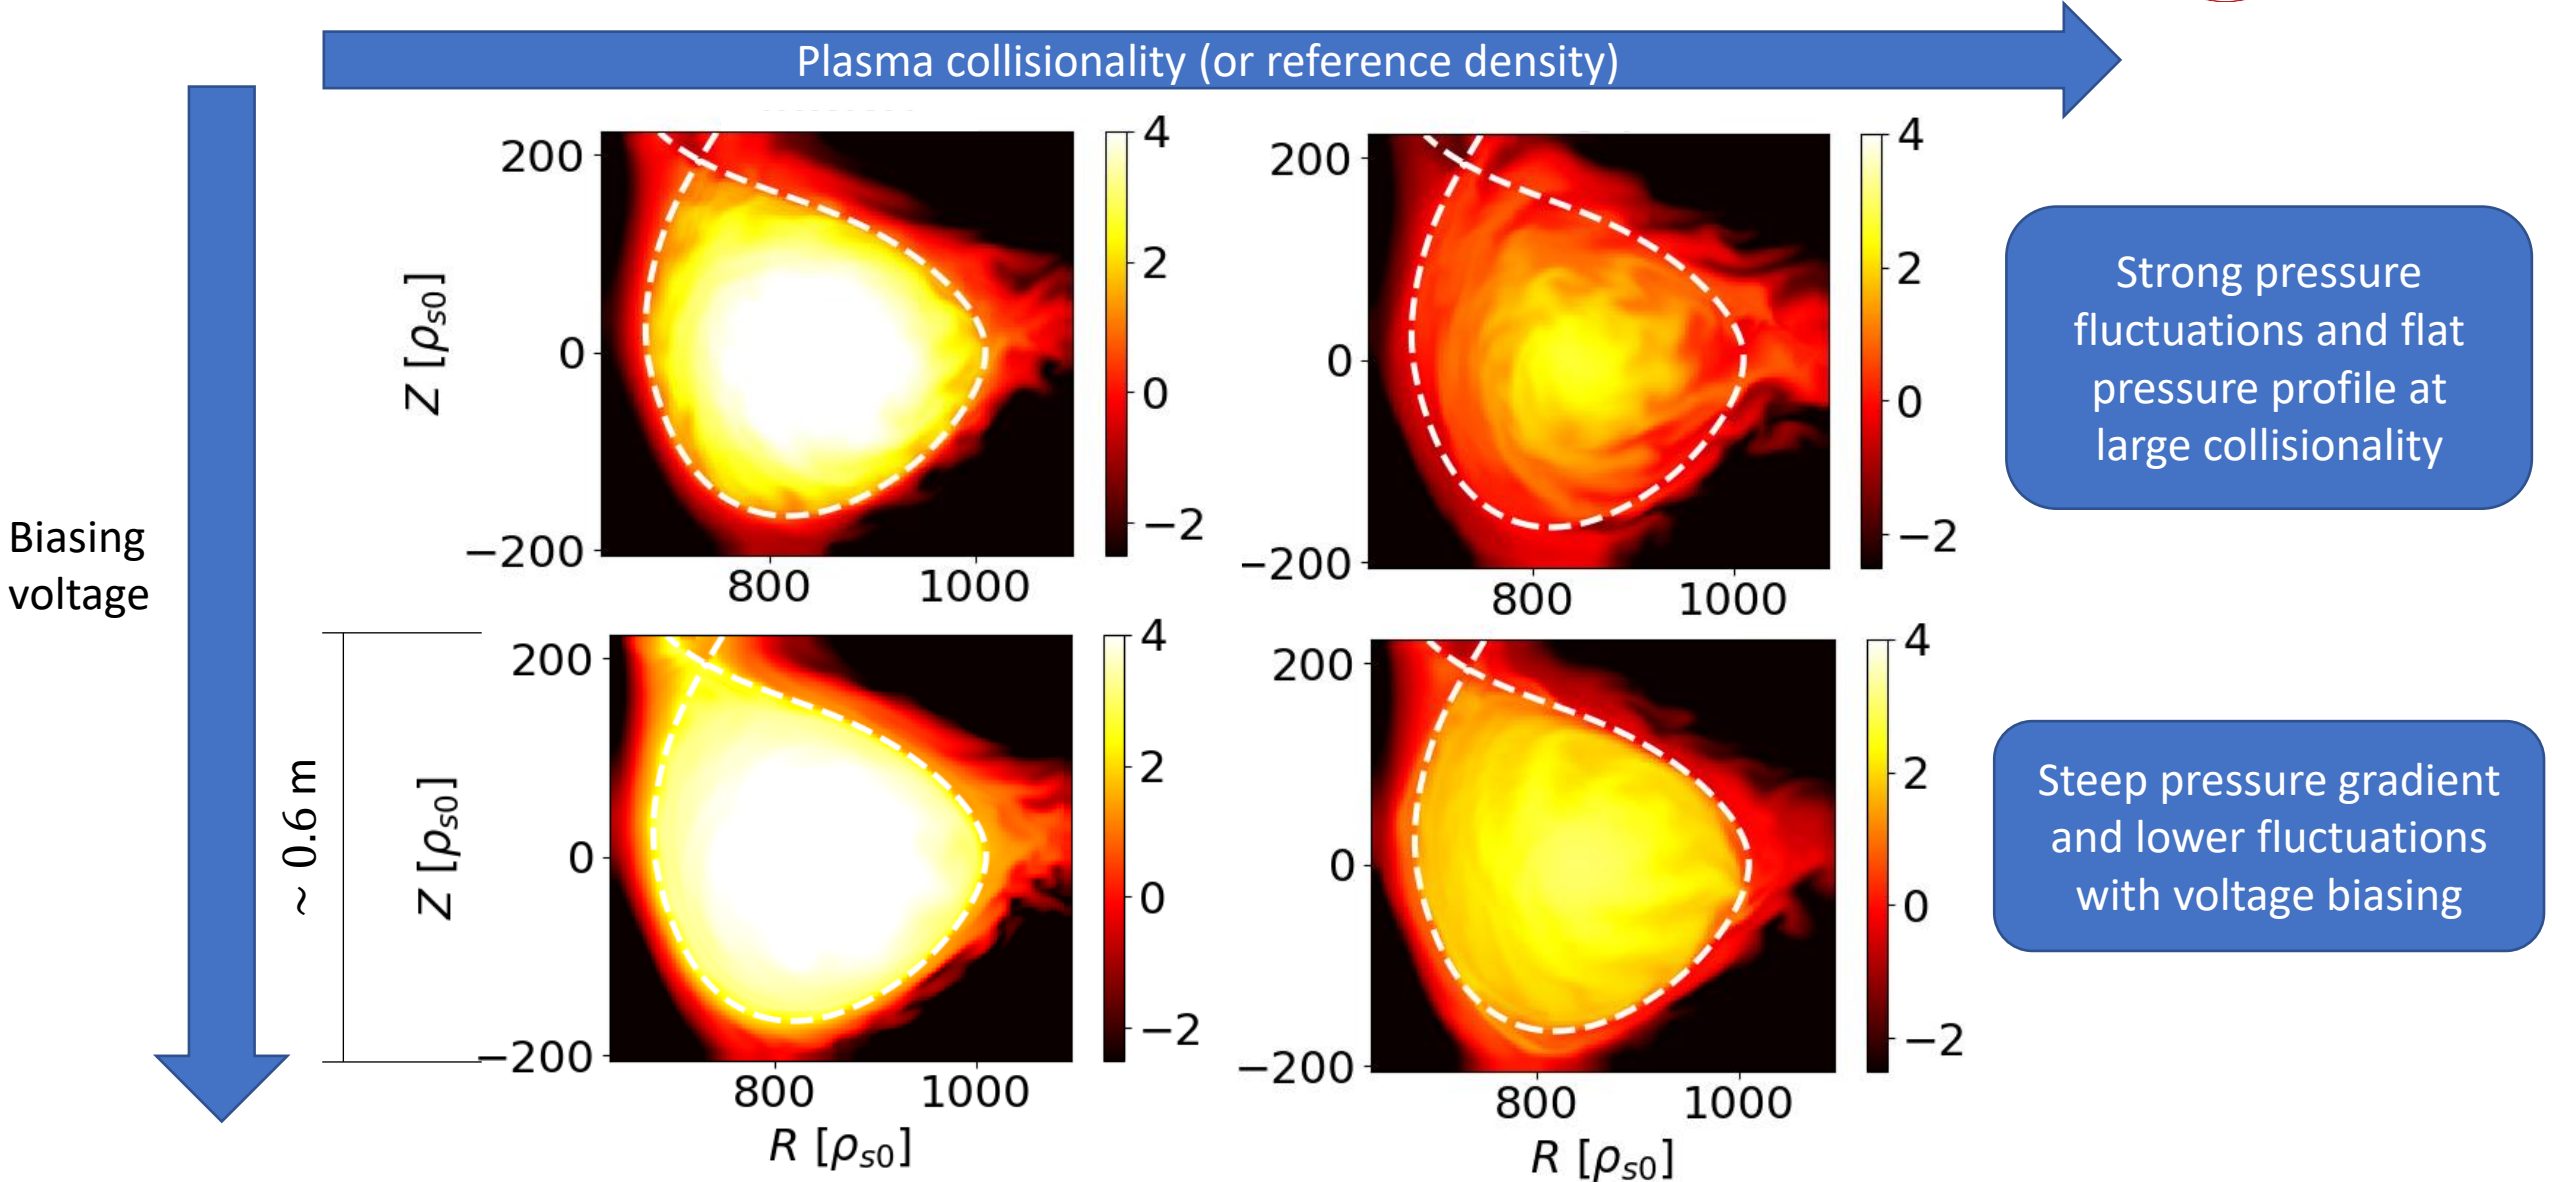 Plasma collisionality (or reference density)
Biasing
voltage
~ 0.6 m
Z [ρs0]
200
0
−200
800
1000
4
2
0
−2
200
0
−200
800
1000
4
2
0
−2
Strong pressure
fluctuations and flat
pressure profile at
large collisionality
Z [ρs0]
200
0
−200
800
1000
R [ρs0]
4
2
0
−2
200
0
−200
800
1000
R [ρs0]
4
2
0
−2
Steep pressure gradient
and lower fluctuations
with voltage biasing